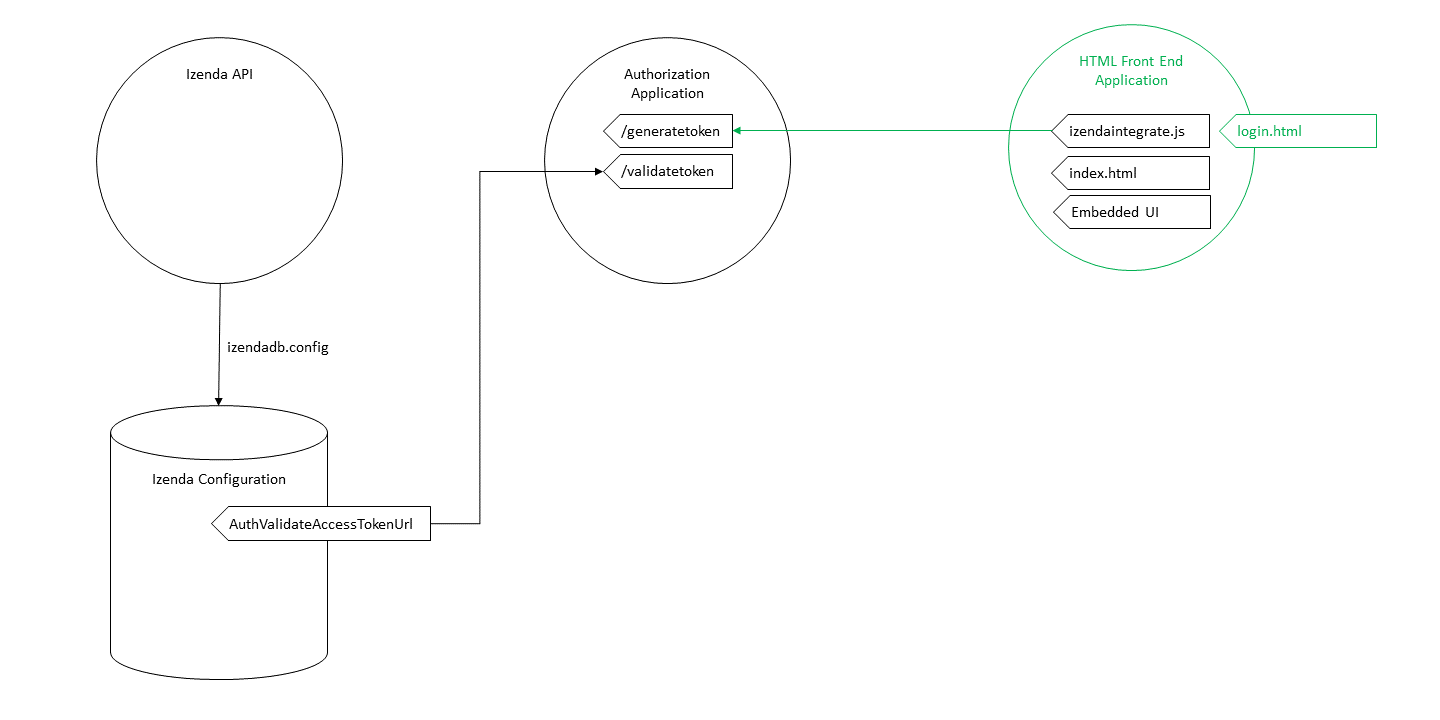 Izenda API
Authorization
Application
/generatetoken
/validatetoken
HTML Front End
Application
izendaintegrate.js
login.html
index.html
Embedded UI
izendadb.config
Izenda Configuration
AuthValidateAccessTokenUrl